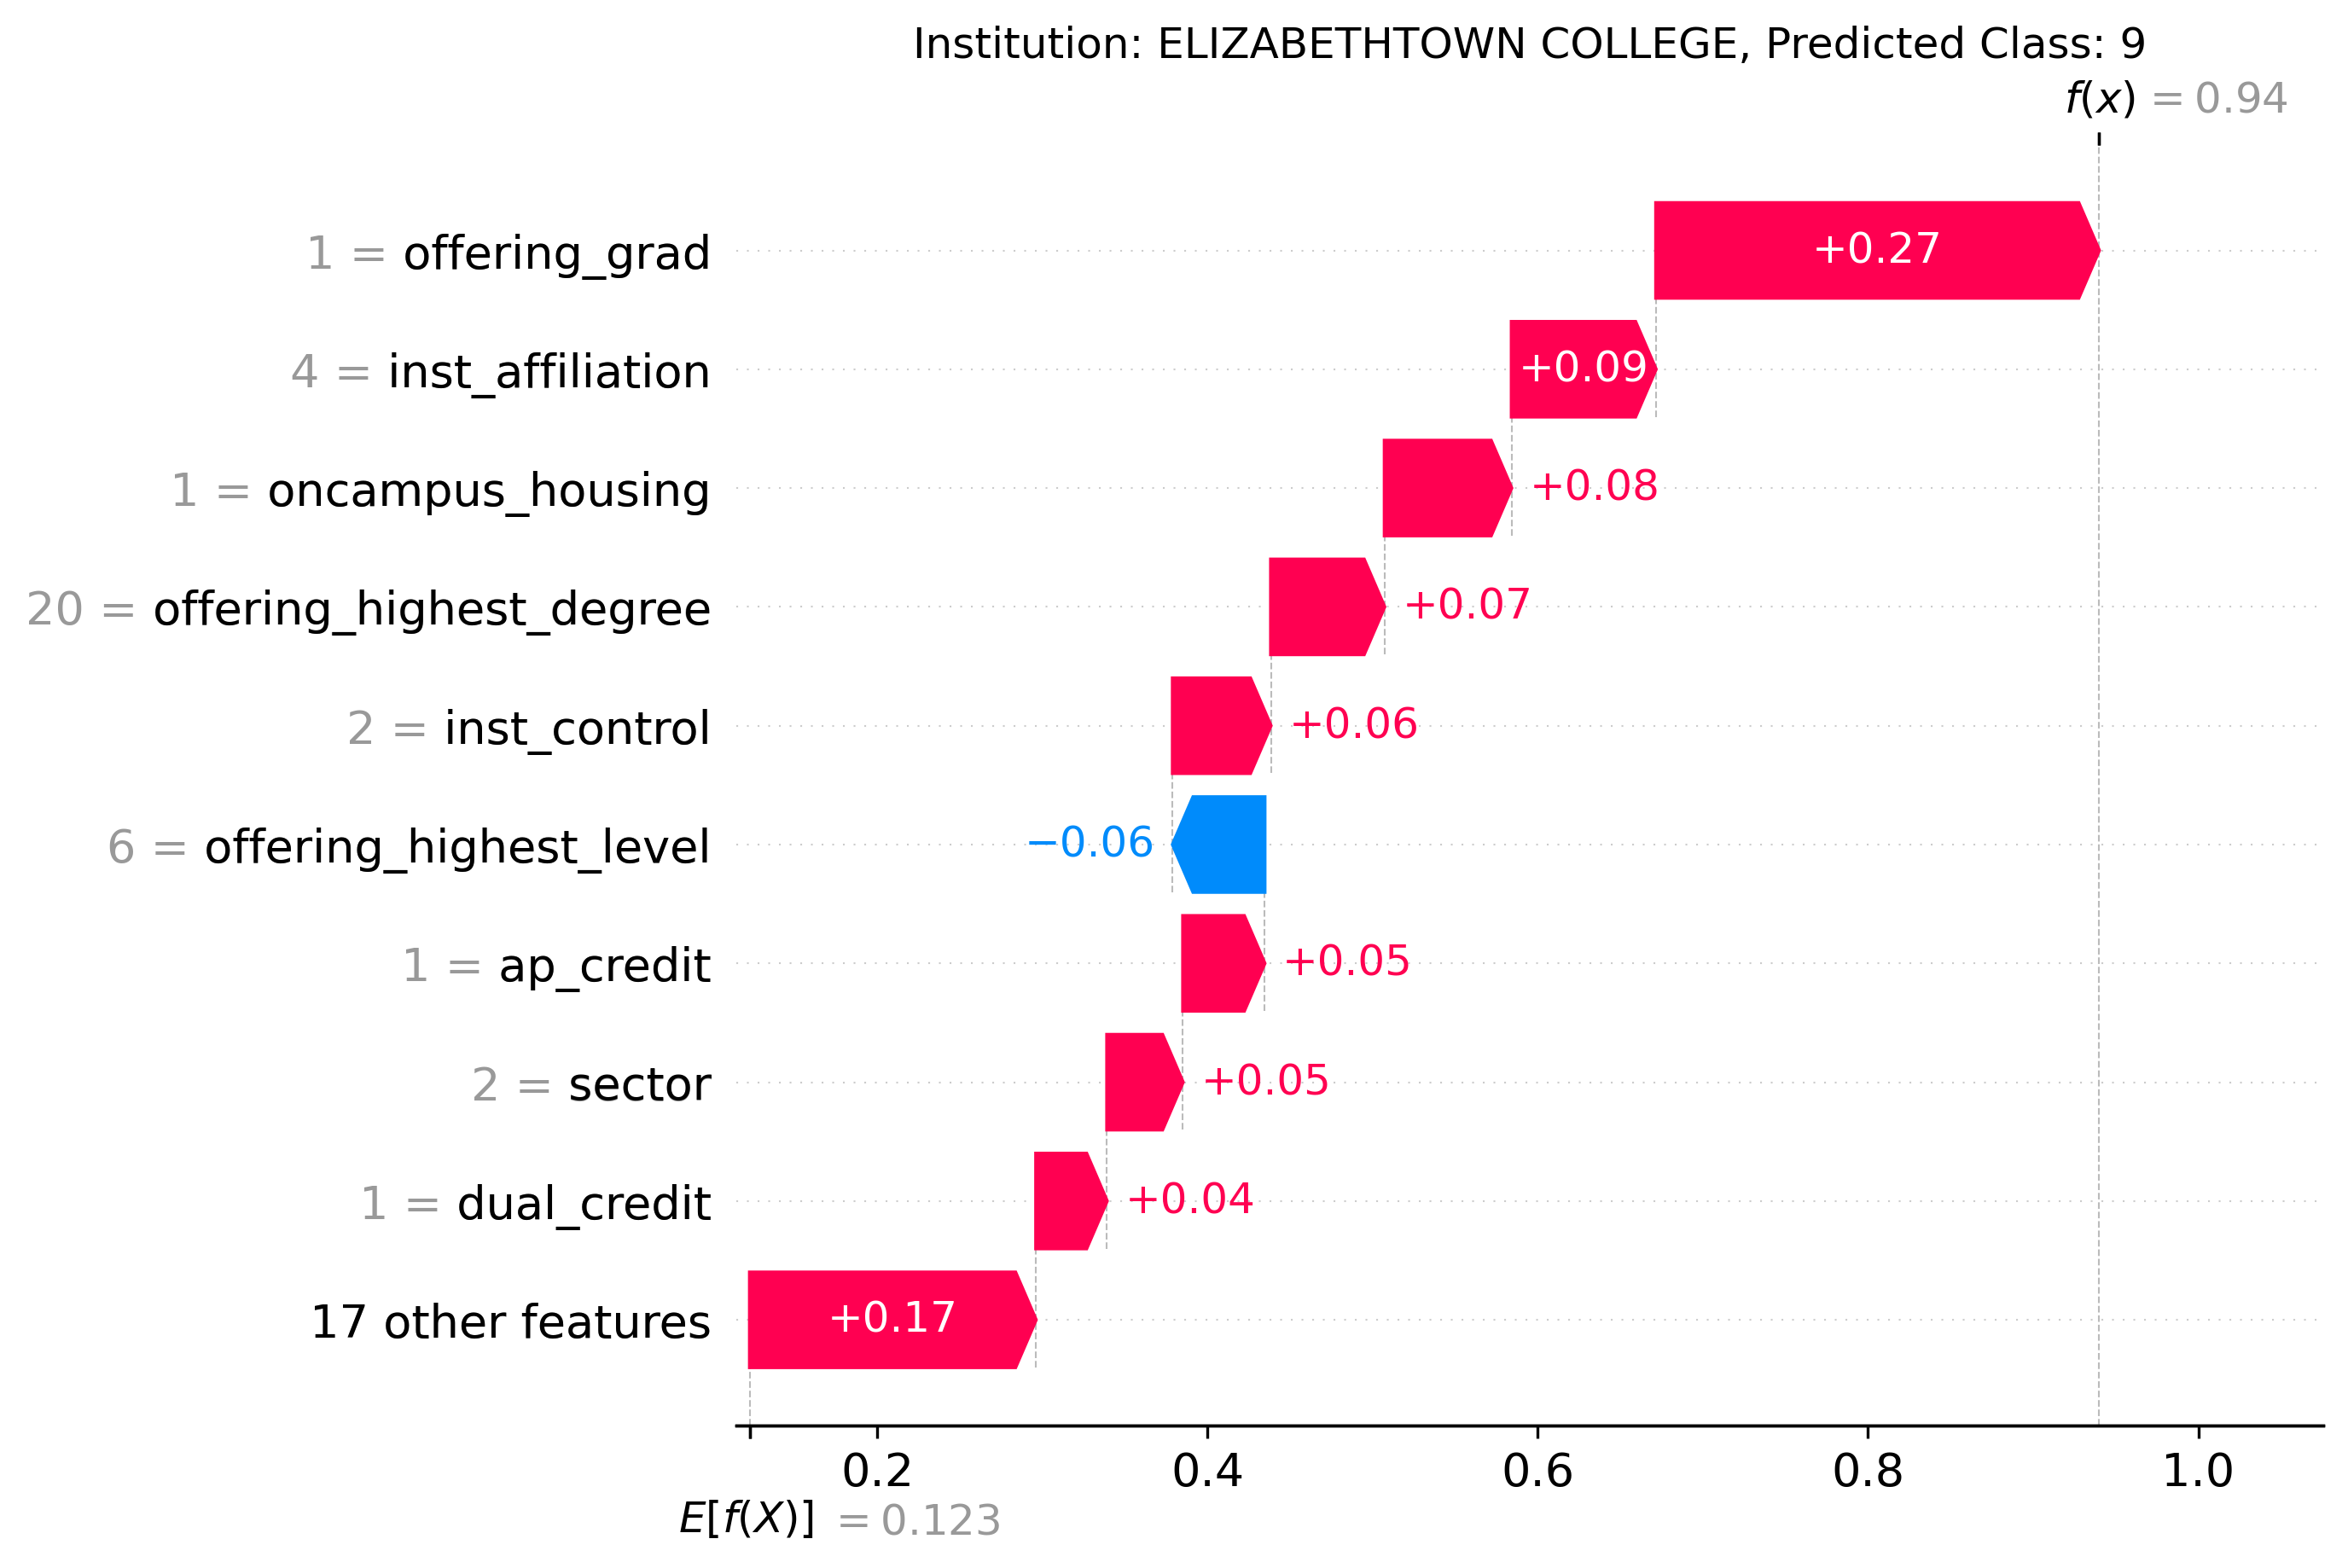 Institution: ELIZABETHTOWN COLLEGE, Predicted Class: 9
f(x) = 0.94
1 = offering_grad +0.27
4 = inst_affiliation +0.09
1 = oncampus_housing +0.08
20 = offering_highest_degree +0.07
2 = inst_control +0.06
6 = offering_highest_level −0.06
1 = ap_credit +0.05
2 = sector +0.05
1 = dual_credit +0.04
17 other features +0.17
0.2 0.4 0.6 0.8 1.0
E[f(X)] = 0.123